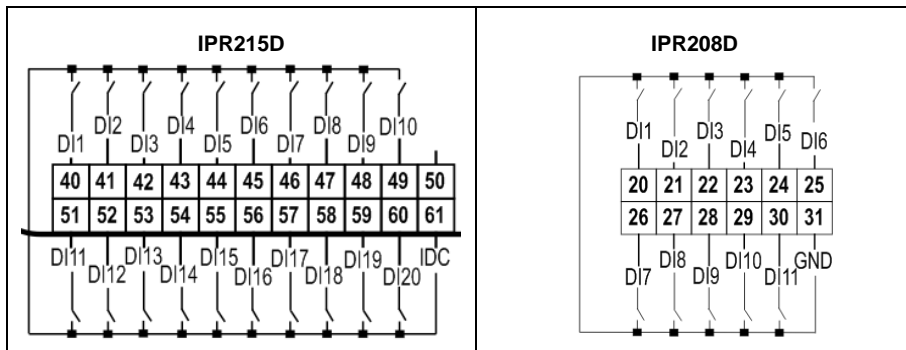 IPR215D
DI1 DI2 DI3 DI4 DI5 DI6 DI7 DI8 DI9 DI10
40 41 42 43 44 45 46 47 48 49 50
51 52 53 54 55 56 57 58 59 60 61
DI11 DI12 DI13 DI14 DI15 DI16 DI17 DI18 DI19 DI20 IDC
IPR208D
DI1 DI2 DI3 DI4 DI5 DI6
20 21 22 23 24 25
26 27 28 29 30 31
DI7 DI8 DI9 DI10 DI11 GND